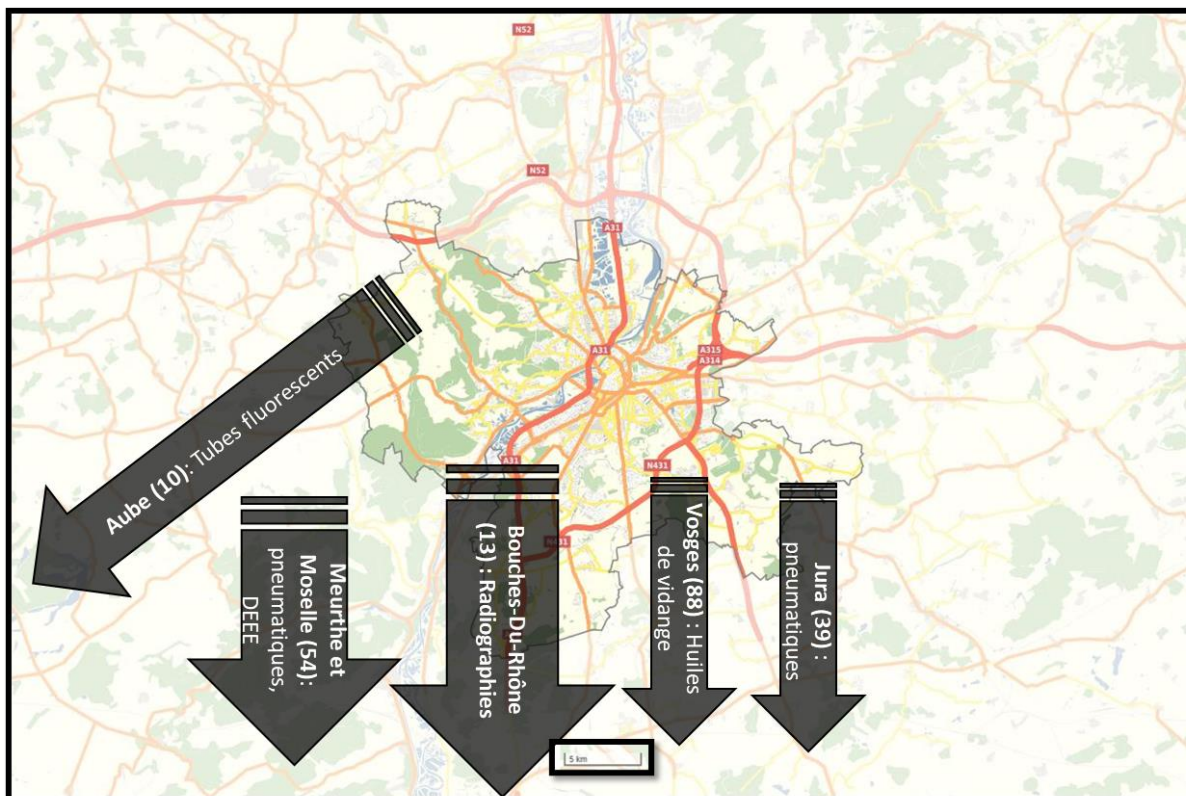 N52
N52
A31
A31
A315
A314
A31
N431
N431
Aube (10): Tubes fluorescents
Meurthe et
Moselle (54):
pneumatiques,
DEEE
Bouches-Du-Rhône
(13) : Radiographies
Vosges (88) : Huiles
de vidange
Jura (39) :
pneumatiques
5 km